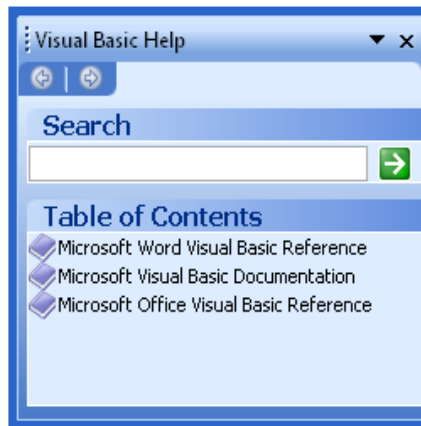 Visual Basic Help
Search
Table of Contents
Microsoft Word Visual Basic Reference
Microsoft Visual Basic Documentation
Microsoft Office Visual Basic Reference